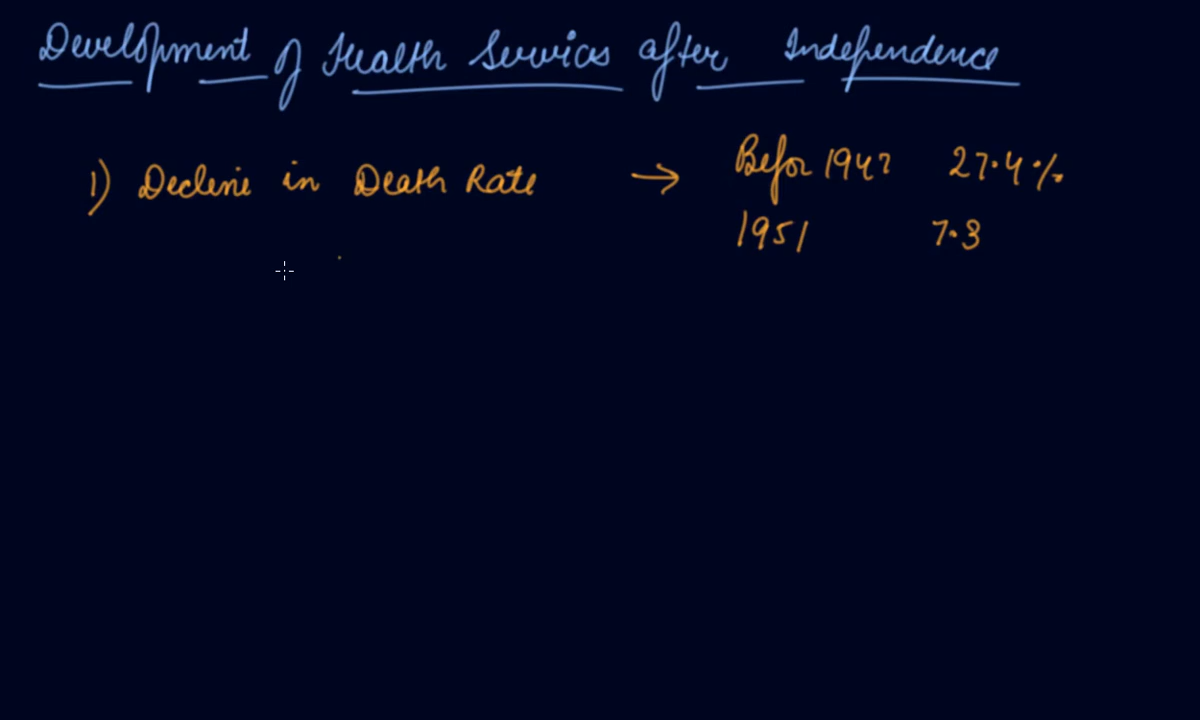 Development of Health Services after Independence
1) Decline in Death Rate → Befor 1947 27.4%
1951 7.3